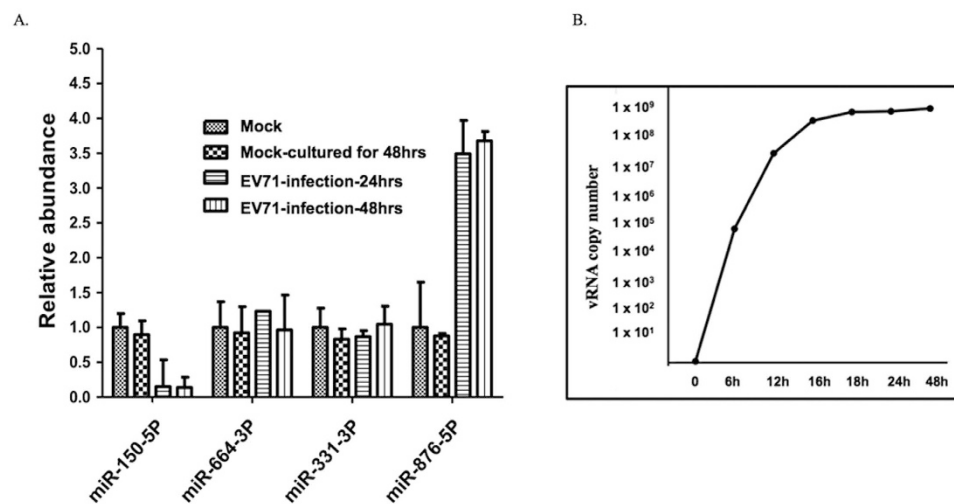 A.
Relative abundance
5.0
4.5
4.0
3.5
3.0
2.5
2.0
1.5
1.0
0.5
0.0
Mock
Mock-cultured for 48hrs
EV71-infection-24hrs
EV71-infection-48hrs
miR-150-5P
miR-664-3P
miR-331-3P
miR-876-5P
B.
vRNA copy number
1 x 10⁹
1 x 10⁸
1 x 10⁷
1 x 10⁶
1 x 10⁵
1 x 10⁴
1 x 10³
1 x 10²
1 x 10¹
0 6h 12h 16h 18h 24h 48h